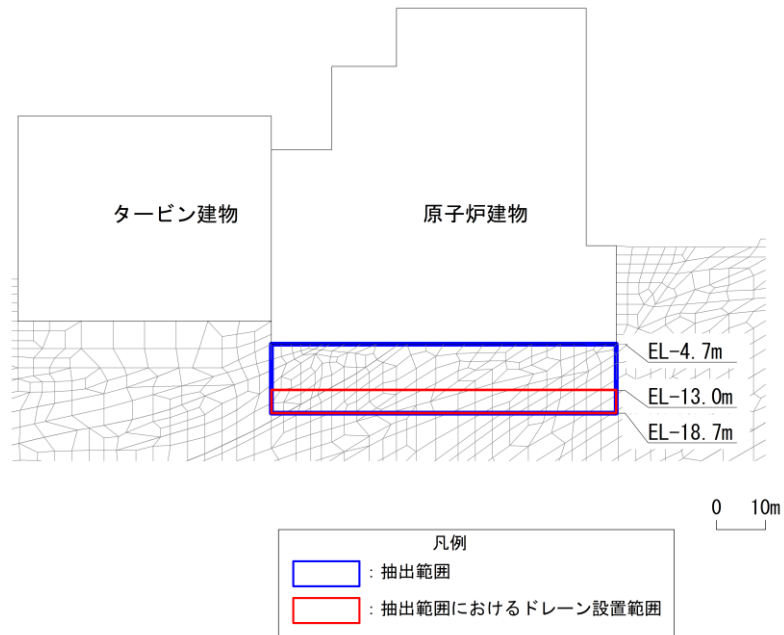 タービン建物
原子炉建物
EL-4.7m
EL-13.0m
EL-18.7m
0 10m
凡例
：抽出範囲
：抽出範囲におけるドレーン設置範囲